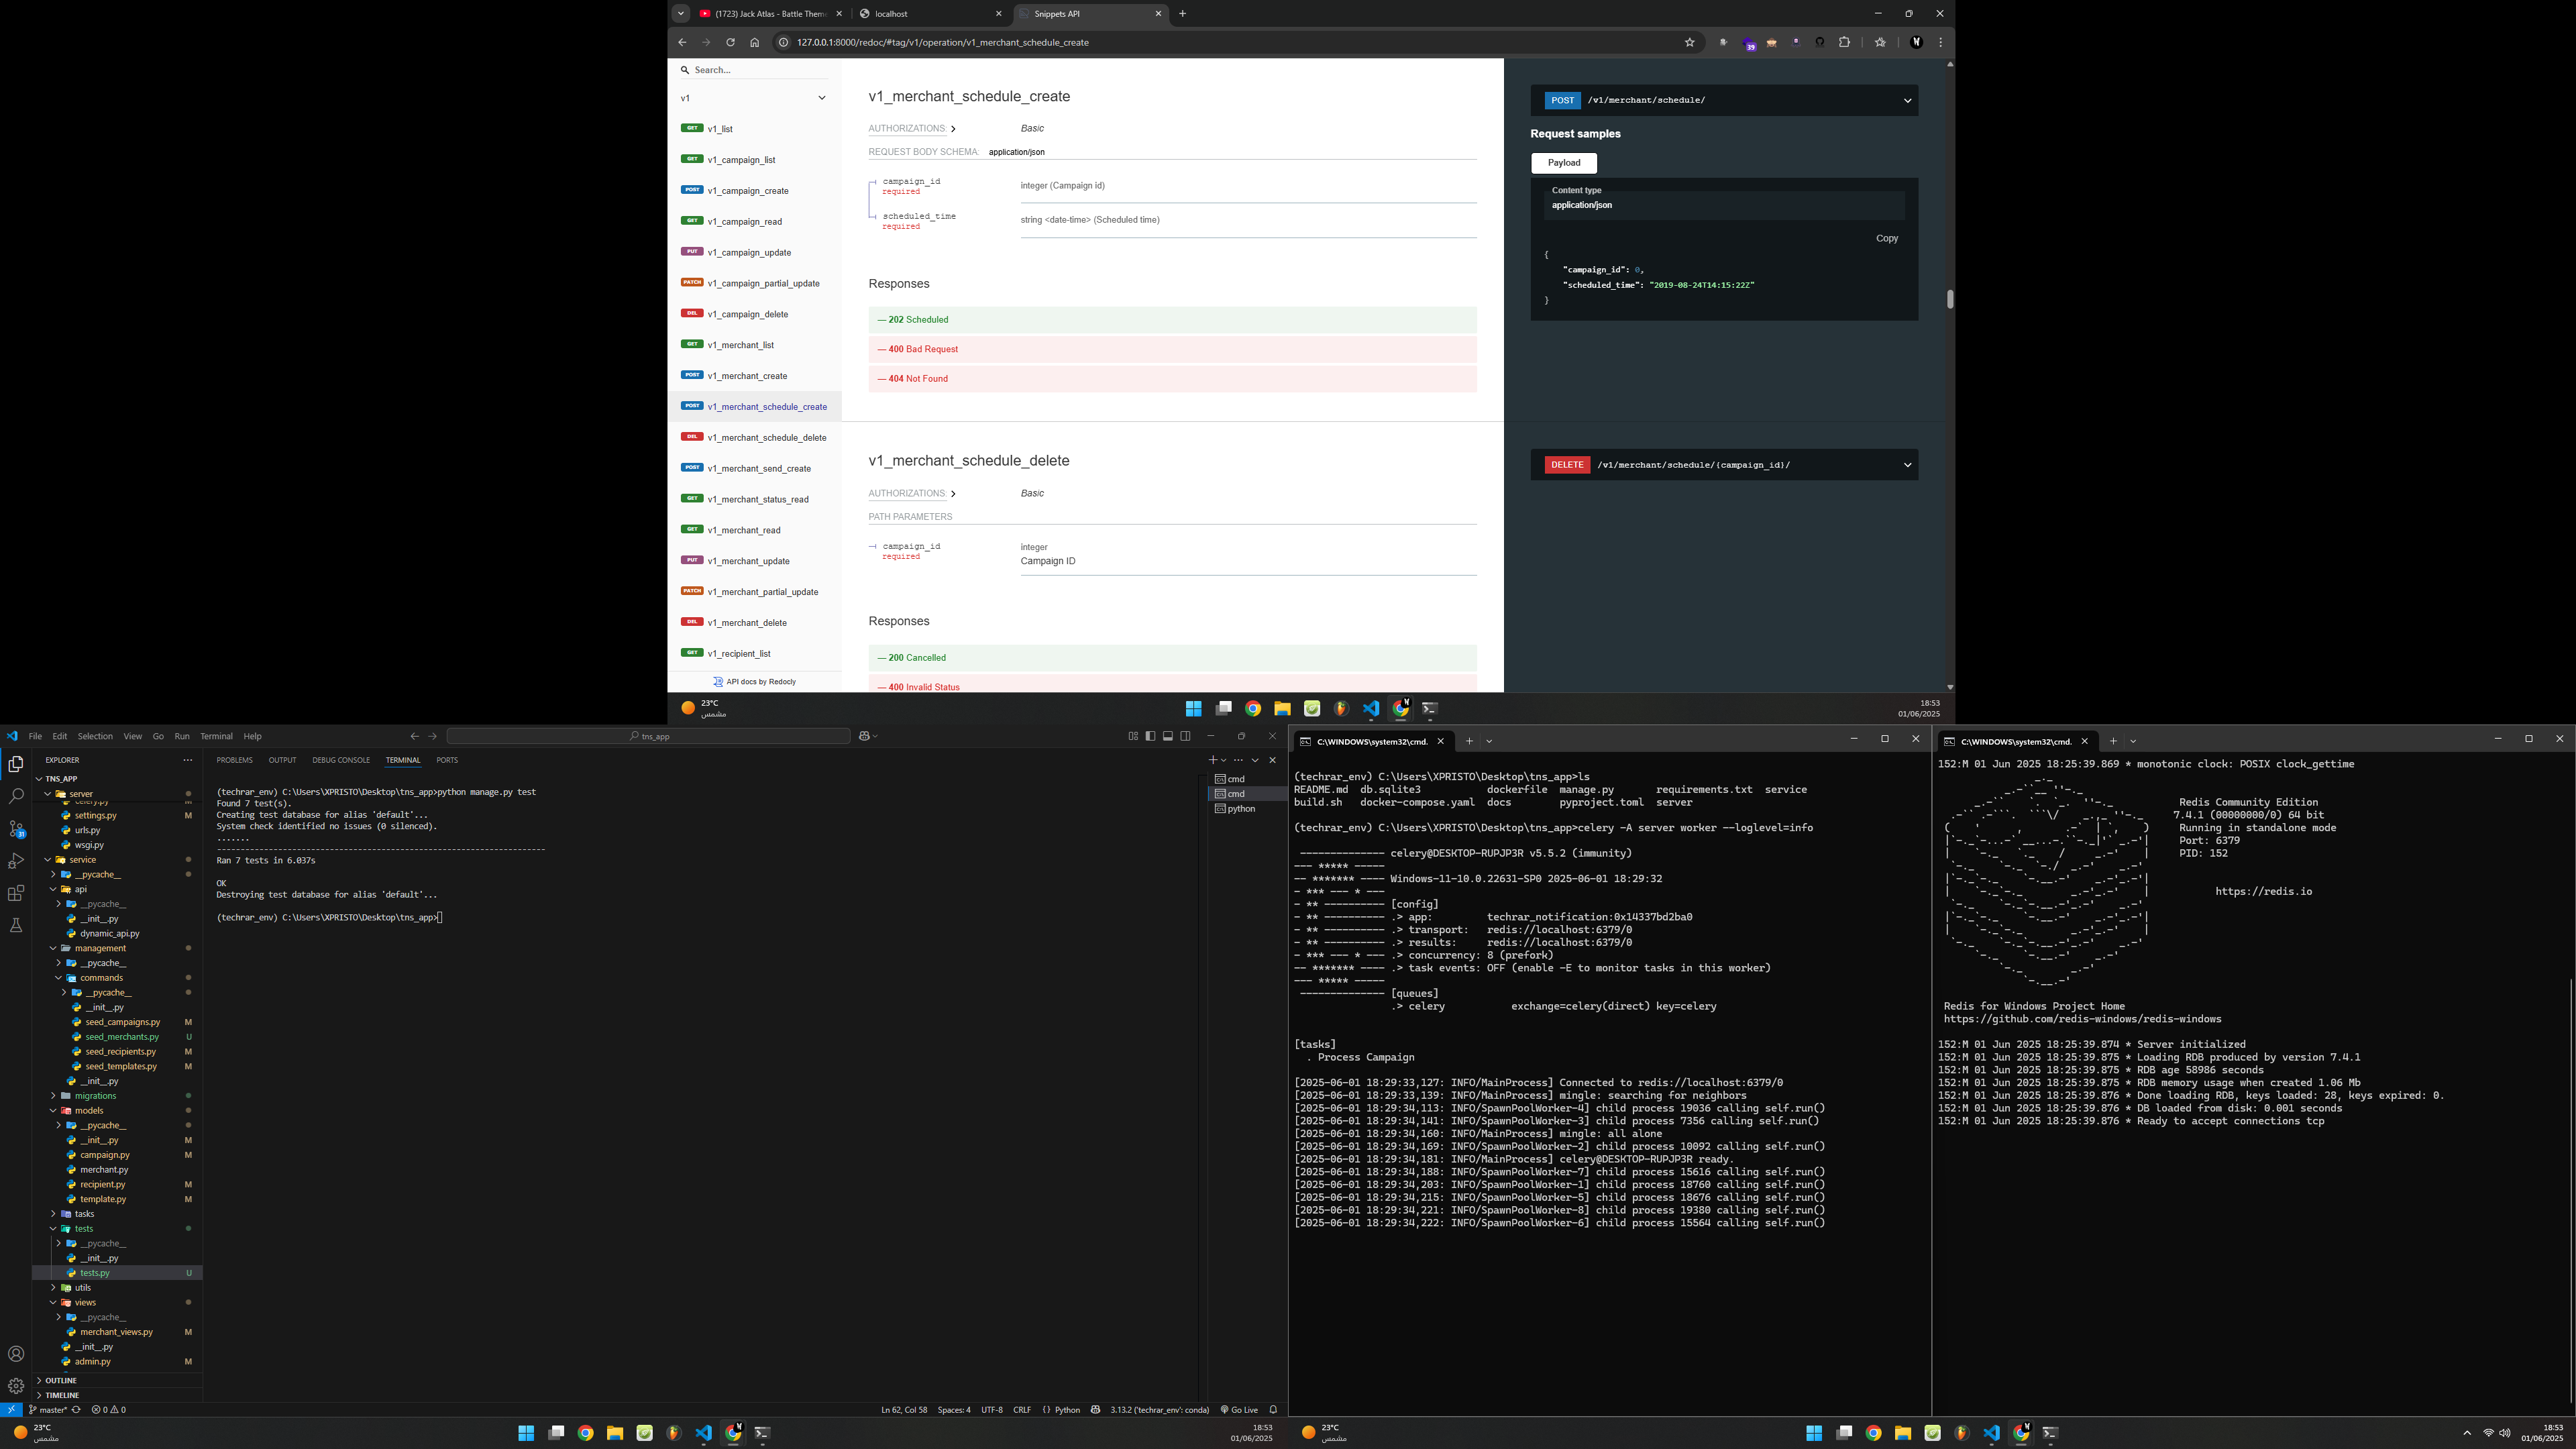 (1723) Jack Atlas - Battle Theme
localhost
Snippets API
127.0.0.1:8000/redoc/#tag/v1/operation/v1_merchant_schedule_create
39
Search...
v1
GET v1_list
GET v1_campaign_list
POST v1_campaign_create
GET v1_campaign_read
PUT v1_campaign_update
PATCH v1_campaign_partial_update
DEL v1_campaign_delete
GET v1_merchant_list
POST v1_merchant_create
POST v1_merchant_schedule_create
DEL v1_merchant_schedule_delete
POST v1_merchant_send_create
GET v1_merchant_status_read
GET v1_merchant_read
PUT v1_merchant_update
PATCH v1_merchant_partial_update
DEL v1_merchant_delete
GET v1_recipient_list
API docs by Redocly
v1_merchant_schedule_create
AUTHORIZATIONS: Basic
REQUEST BODY SCHEMA: application/json
campaign_id
required
integer (Campaign id)
scheduled_time
required
string <date-time> (Scheduled time)
Responses
— 202 Scheduled
— 400 Bad Request
— 404 Not Found
POST /v1/merchant/schedule/
Request samples
Payload
Content type
application/json
Copy
{
"campaign_id": 0,
"scheduled_time": "2019-08-24T14:15:22Z"
}
v1_merchant_schedule_delete
AUTHORIZATIONS: Basic
PATH PARAMETERS
campaign_id
required
integer
Campaign ID
Responses
— 200 Cancelled
— 400 Invalid Status
DELETE /v1/merchant/schedule/{campaign_id}/
23°C
مشمس
18:53
01/06/2025
File Edit Selection View Go Run Terminal Help
tns_app
EXPLORER
TNS_APP
server
celery.py M
settings.py M
urls.py
wsgi.py
service
__pycache__
api
__pycache__
__init__.py
dynamic_api.py
management
__pycache__
commands
__pycache__
__init__.py
seed_campaigns.py M
seed_merchants.py U
seed_recipients.py M
seed_templates.py M
__init__.py
migrations
models
__pycache__
__init__.py M
campaign.py M
merchant.py
recipient.py M
template.py M
tasks
tests
__pycache__
__init__.py
tests.py U
utils
views
__pycache__
merchant_views.py M
__init__.py
admin.py M
OUTLINE
TIMELINE
31
PROBLEMS OUTPUT DEBUG CONSOLE TERMINAL PORTS
cmd
cmd
python
(techrar_env) C:\Users\XPRISTO\Desktop\tns_app>python manage.py test
Found 7 test(s).
Creating test database for alias 'default'...
System check identified no issues (0 silenced).
.......
----------------------------------------------------------------------
Ran 7 tests in 6.037s
OK
Destroying test database for alias 'default'...
(techrar_env) C:\Users\XPRISTO\Desktop\tns_app>
master* 0 0
Ln 62, Col 58 Spaces: 4 UTF-8 CRLF {} Python 3.13.2 ('techrar_env': conda) Go Live
23°C
مشمس
18:53
01/06/2025
C:\WINDOWS\system32\cmd.
(techrar_env) C:\Users\XPRISTO\Desktop\tns_app>ls
README.md db.sqlite3 dockerfile manage.py requirements.txt service
build.sh docker-compose.yaml docs pyproject.toml server
(techrar_env) C:\Users\XPRISTO\Desktop\tns_app>celery -A server worker --loglevel=info
-------------- celery@DESKTOP-RUPJP3R v5.5.2 (immunity)
--- ***** -----
-- ******* ---- Windows-11-10.0.22631-SP0 2025-06-01 18:29:32
- *** --- * ---
- ** ---------- [config]
- ** ---------- .> app: techrar_notification:0x14337bd2ba0
- ** ---------- .> transport: redis://localhost:6379/0
- ** ---------- .> results: redis://localhost:6379/0
- *** --- * --- .> concurrency: 8 (prefork)
-- ******* ---- .> task events: OFF (enable -E to monitor tasks in this worker)
--- ***** -----
-------------- [queues]
.> celery exchange=celery(direct) key=celery
[tasks]
. Process Campaign
[2025-06-01 18:29:33,127: INFO/MainProcess] Connected to redis://localhost:6379/0
[2025-06-01 18:29:33,139: INFO/MainProcess] mingle: searching for neighbors
[2025-06-01 18:29:34,113: INFO/SpawnPoolWorker-4] child process 19036 calling self.run()
[2025-06-01 18:29:34,141: INFO/SpawnPoolWorker-3] child process 7356 calling self.run()
[2025-06-01 18:29:34,160: INFO/MainProcess] mingle: all alone
[2025-06-01 18:29:34,169: INFO/SpawnPoolWorker-2] child process 10092 calling self.run()
[2025-06-01 18:29:34,181: INFO/MainProcess] celery@DESKTOP-RUPJP3R ready.
[2025-06-01 18:29:34,188: INFO/SpawnPoolWorker-7] child process 15616 calling self.run()
[2025-06-01 18:29:34,203: INFO/SpawnPoolWorker-1] child process 18760 calling self.run()
[2025-06-01 18:29:34,215: INFO/SpawnPoolWorker-5] child process 18676 calling self.run()
[2025-06-01 18:29:34,221: INFO/SpawnPoolWorker-8] child process 19380 calling self.run()
[2025-06-01 18:29:34,222: INFO/SpawnPoolWorker-6] child process 15564 calling self.run()
C:\WINDOWS\system32\cmd.
152:M 01 Jun 2025 18:25:39.869 * monotonic clock: POSIX clock_gettime
Redis Community Edition
7.4.1 (00000000/0) 64 bit
Running in standalone mode
Port: 6379
PID: 152
https://redis.io
Redis for Windows Project Home
https://github.com/redis-windows/redis-windows
152:M 01 Jun 2025 18:25:39.874 * Server initialized
152:M 01 Jun 2025 18:25:39.875 * Loading RDB produced by version 7.4.1
152:M 01 Jun 2025 18:25:39.875 * RDB age 58986 seconds
152:M 01 Jun 2025 18:25:39.875 * RDB memory usage when created 1.06 Mb
152:M 01 Jun 2025 18:25:39.876 * Done loading RDB, keys loaded: 28, keys expired: 0.
152:M 01 Jun 2025 18:25:39.876 * DB loaded from disk: 0.001 seconds
152:M 01 Jun 2025 18:25:39.876 * Ready to accept connections tcp
23°C
مشمس
18:53
01/06/2025